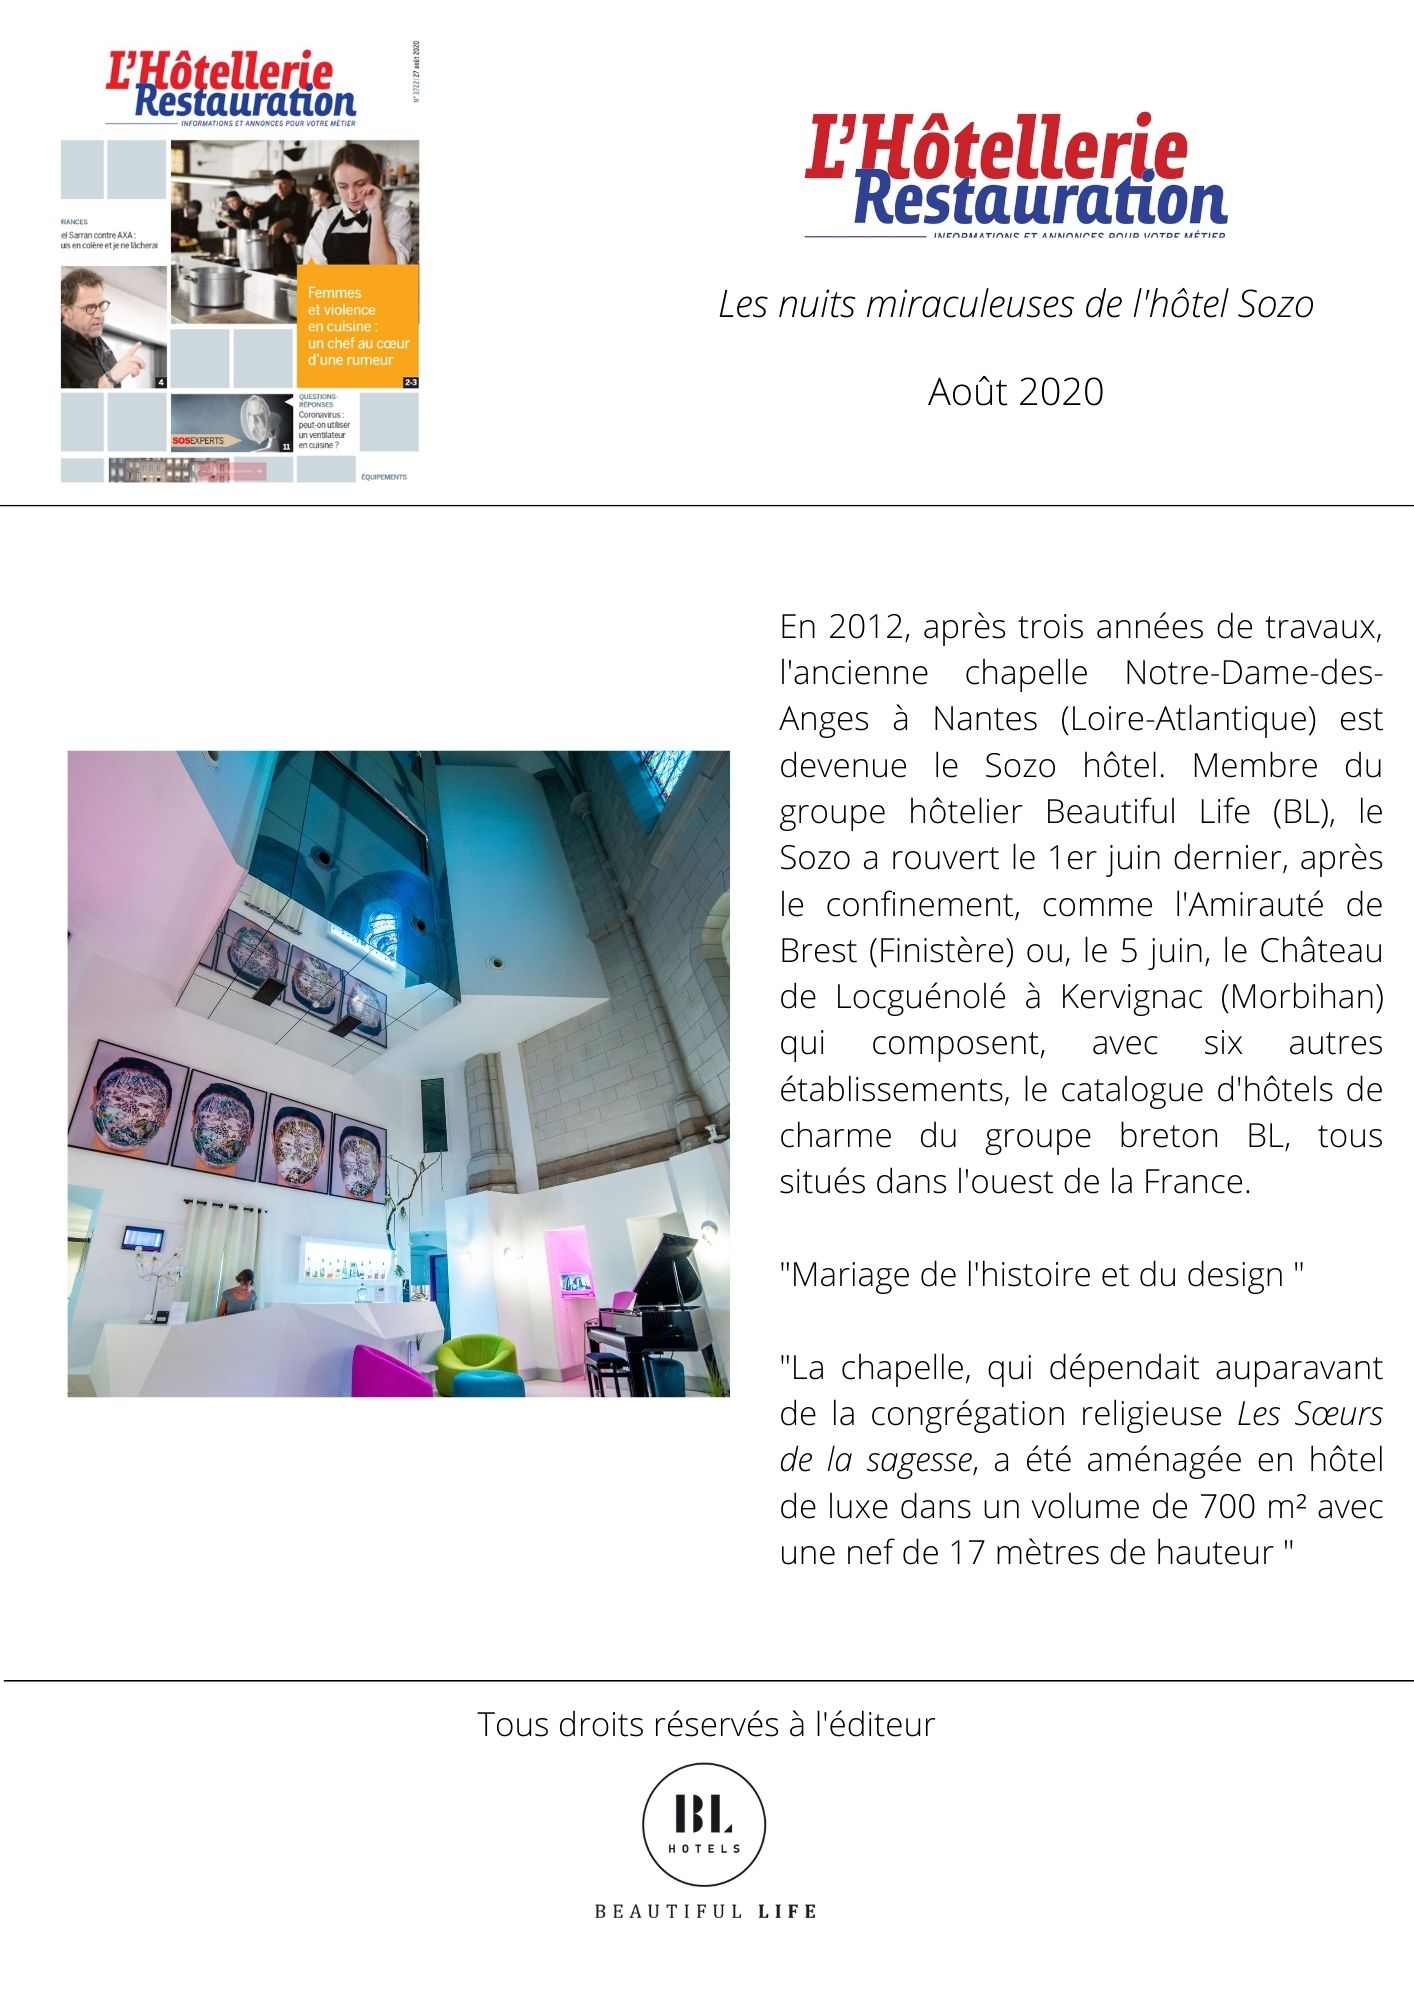 L'Hôtellerie
Restauration
INFORMATIONS ET ANNONCES POUR VOTRE MÉTIER
N° 3722 | 27 août 2020
RANCES
el Sarran contre AXA :
uis en colère et je ne lâcherai
4
Femmes
et violence
en cuisine :
un chef au cœur
d'une rumeur
2-3
SOSEXPERTS
11
QUESTIONS-
RÉPONSES
Coronavirus :
peut-on utiliser
un ventilateur
en cuisine ?
ÉQUIPEMENTS
L'Hôtellerie
Restauration
INFORMATIONS ET ANNONCES POUR VOTRE MÉTIER
Les nuits miraculeuses de l'hôtel Sozo
Août 2020
En 2012, après trois années de travaux,
l'ancienne chapelle Notre-Dame-des-
Anges à Nantes (Loire-Atlantique) est
devenue le Sozo hôtel. Membre du
groupe hôtelier Beautiful Life (BL), le
Sozo a rouvert le 1er juin dernier, après
le confinement, comme l'Amirauté de
Brest (Finistère) ou, le 5 juin, le Château
de Locguénolé à Kervignac (Morbihan)
qui composent, avec six autres
établissements, le catalogue d'hôtels de
charme du groupe breton BL, tous
situés dans l'ouest de la France.
"Mariage de l'histoire et du design "
"La chapelle, qui dépendait auparavant
de la congrégation religieuse Les Sœurs
de la sagesse, a été aménagée en hôtel
de luxe dans un volume de 700 m² avec
une nef de 17 mètres de hauteur "
Tous droits réservés à l'éditeur
BL
HOTELS
BEAUTIFUL LIFE